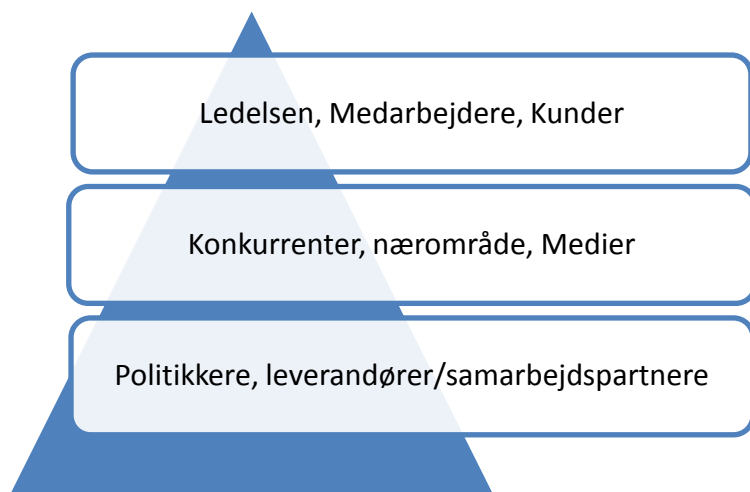 Ledelsen, Medarbejdere, Kunder
Konkurrenter, nærområde, Medier
Politikkere, leverandører/samarbejdspartnere